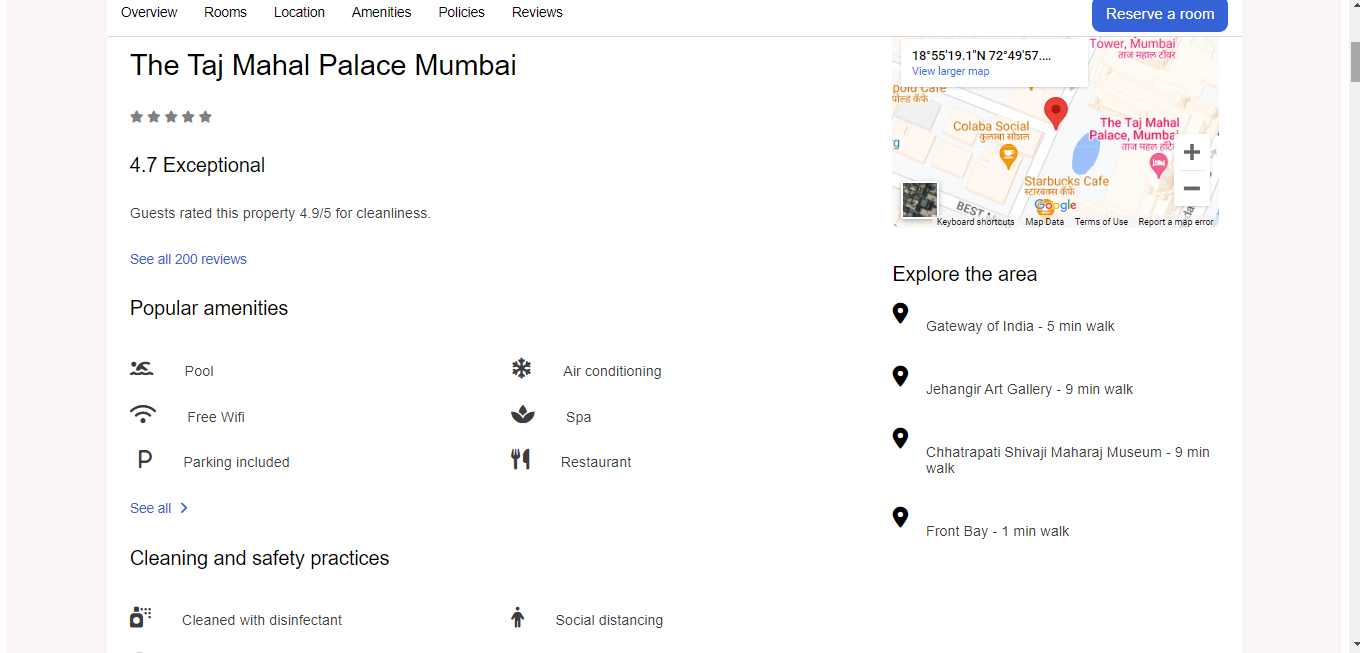 Overview Rooms Location Amenities Policies Reviews
Reserve a room
The Taj Mahal Palace Mumbai
4.7 Exceptional
Guests rated this property 4.9/5 for cleanliness.
See all 200 reviews
Popular amenities
Pool
Air conditioning
Free Wifi
Spa
P
Parking included
Restaurant
See all
Cleaning and safety practices
Cleaned with disinfectant
Social distancing
Tower, Mumbai
ताज महाल टॉवर
18°55'19.1"N 72°49'57....
View larger map
Colaba Social
कुलाबा सोशल
The Taj Mahal
Palace, Mumbai
Starbucks Cafe
स्टारबक्स कॅफे
BEST
Google
Keyboard shortcuts Map Data Terms of Use Report a map error
Explore the area
Gateway of India - 5 min walk
Jehangir Art Gallery - 9 min walk
Chhatrapati Shivaji Maharaj Museum - 9 min
walk
Front Bay - 1 min walk